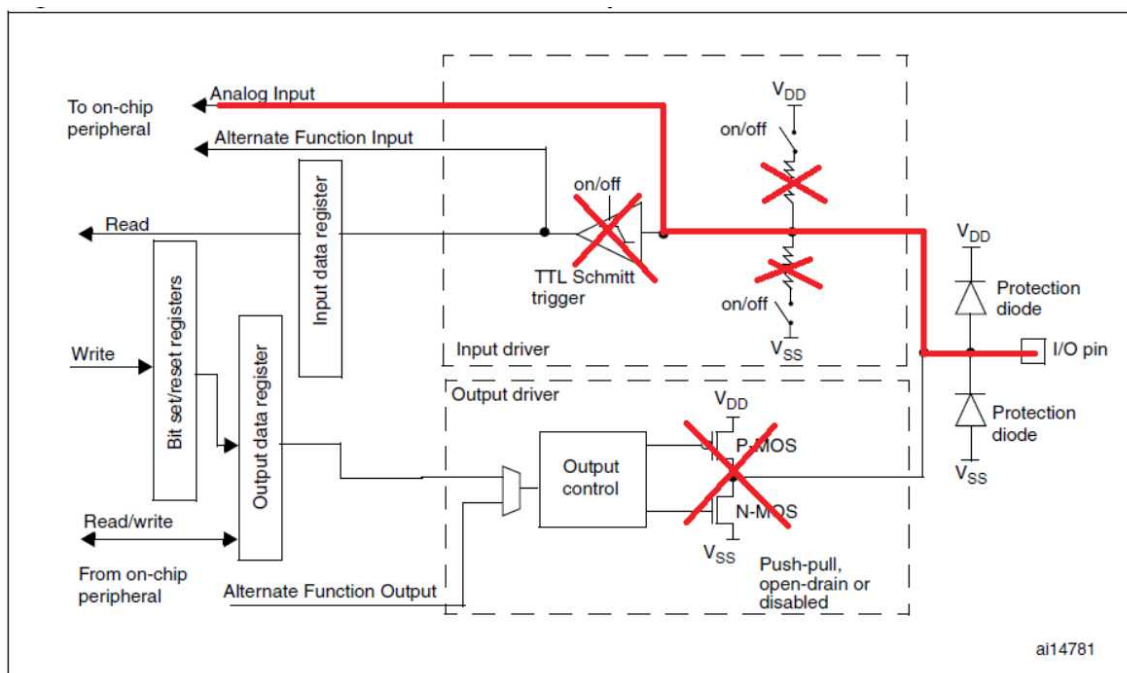 To on-chip
peripheral
Analog Input
Alternate Function Input
Read
Write
Read/write
From on-chip
peripheral
Alternate Function Output
Bit set/reset registers
Input data register
Output data register
on/off
TTL Schmitt
trigger
Input driver
VDD
on/off
on/off
VSS
Output driver
Output
control
VDD
P-MOS
N-MOS
VSS
Push-pull,
open-drain or
disabled
VDD
Protection
diode
I/O pin
Protection
diode
VSS
ai14781